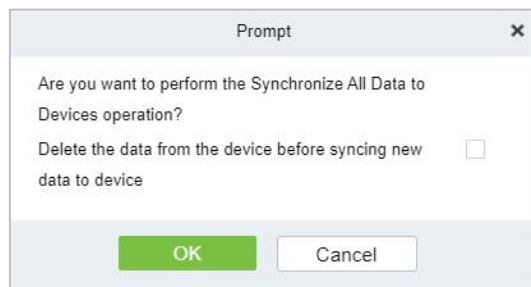 Prompt
Are you want to perform the Synchronize All Data to
Devices operation?
Delete the data from the device before syncing new
data to device
OK
Cancel